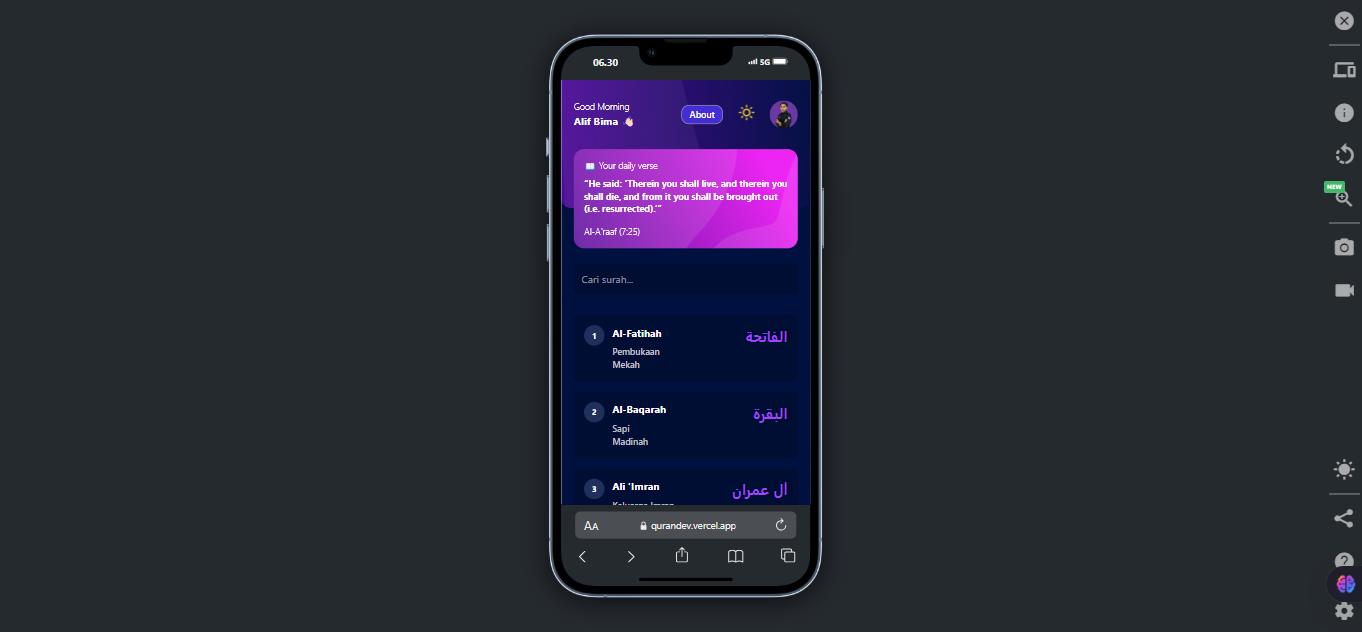 06.30
5G
Good Morning
Alif Bima 👋🏻
About
📖 Your daily verse
“He said: ‘Therein you shall live, and therein you
shall die, and from it you shall be brought out
(i.e. resurrected).’”
Al-A'raaf (7:25)
Cari surah...
1
Al-Fatihah
الفاتحة
Pembukaan
Mekah
2
Al-Baqarah
البقرة
Sapi
Madinah
3
Ali 'Imran
اٰل عمران
Keluarga Imran
AA
qurandev.vercel.app
NEW